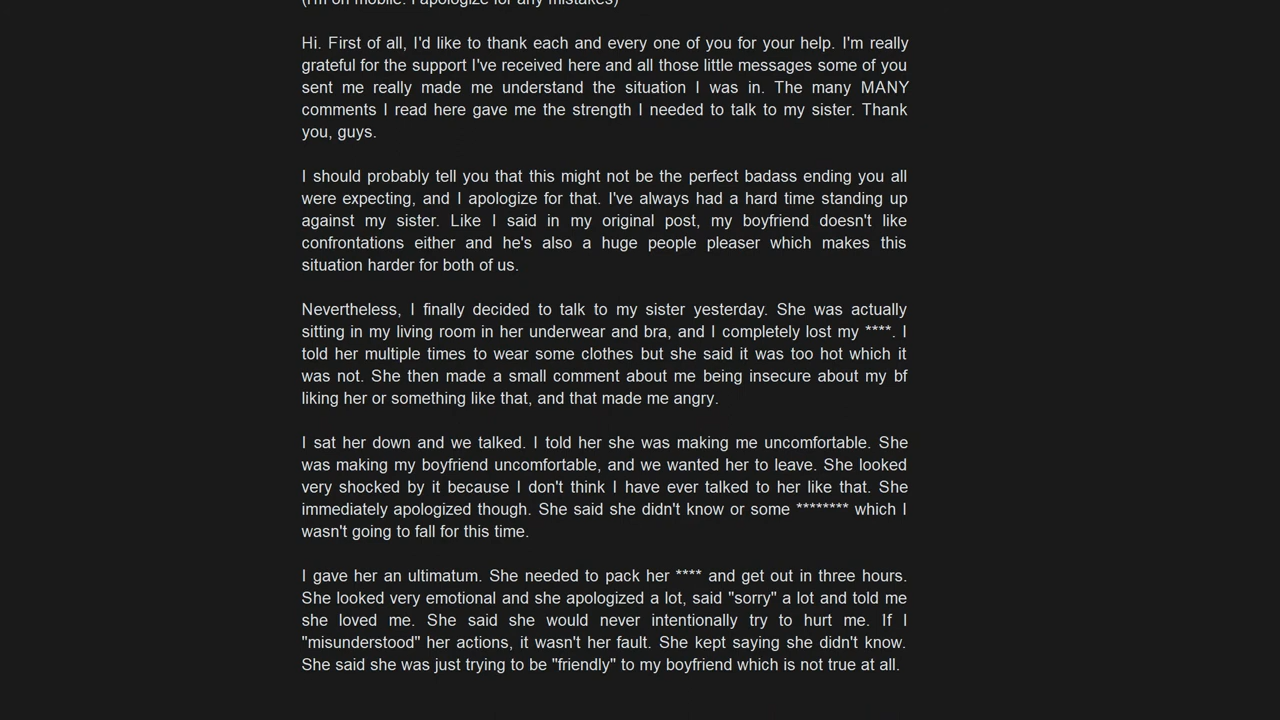 (I'm on mobile. I apologize for any mistakes)
Hi. First of all, I'd like to thank each and every one of you for your help. I'm really
grateful for the support I've received here and all those little messages some of you
sent me really made me understand the situation I was in. The many MANY
comments I read here gave me the strength I needed to talk to my sister. Thank
you, guys.
I should probably tell you that this might not be the perfect badass ending you all
were expecting, and I apologize for that. I've always had a hard time standing up
against my sister. Like I said in my original post, my boyfriend doesn't like
confrontations either and he's also a huge people pleaser which makes this
situation harder for both of us.
Nevertheless, I finally decided to talk to my sister yesterday. She was actually
sitting in my living room in her underwear and bra, and I completely lost my ****. I
told her multiple times to wear some clothes but she said it was too hot which it
was not. She then made a small comment about me being insecure about my bf
liking her or something like that, and that made me angry.
I sat her down and we talked. I told her she was making me uncomfortable. She
was making my boyfriend uncomfortable, and we wanted her to leave. She looked
very shocked by it because I don't think I have ever talked to her like that. She
immediately apologized though. She said she didn't know or some ******** which I
wasn't going to fall for this time.
I gave her an ultimatum. She needed to pack her **** and get out in three hours.
She looked very emotional and she apologized a lot, said "sorry" a lot and told me
she loved me. She said she would never intentionally try to hurt me. If I
"misunderstood" her actions, it wasn't her fault. She kept saying she didn't know.
She said she was just trying to be "friendly" to my boyfriend which is not true at all.